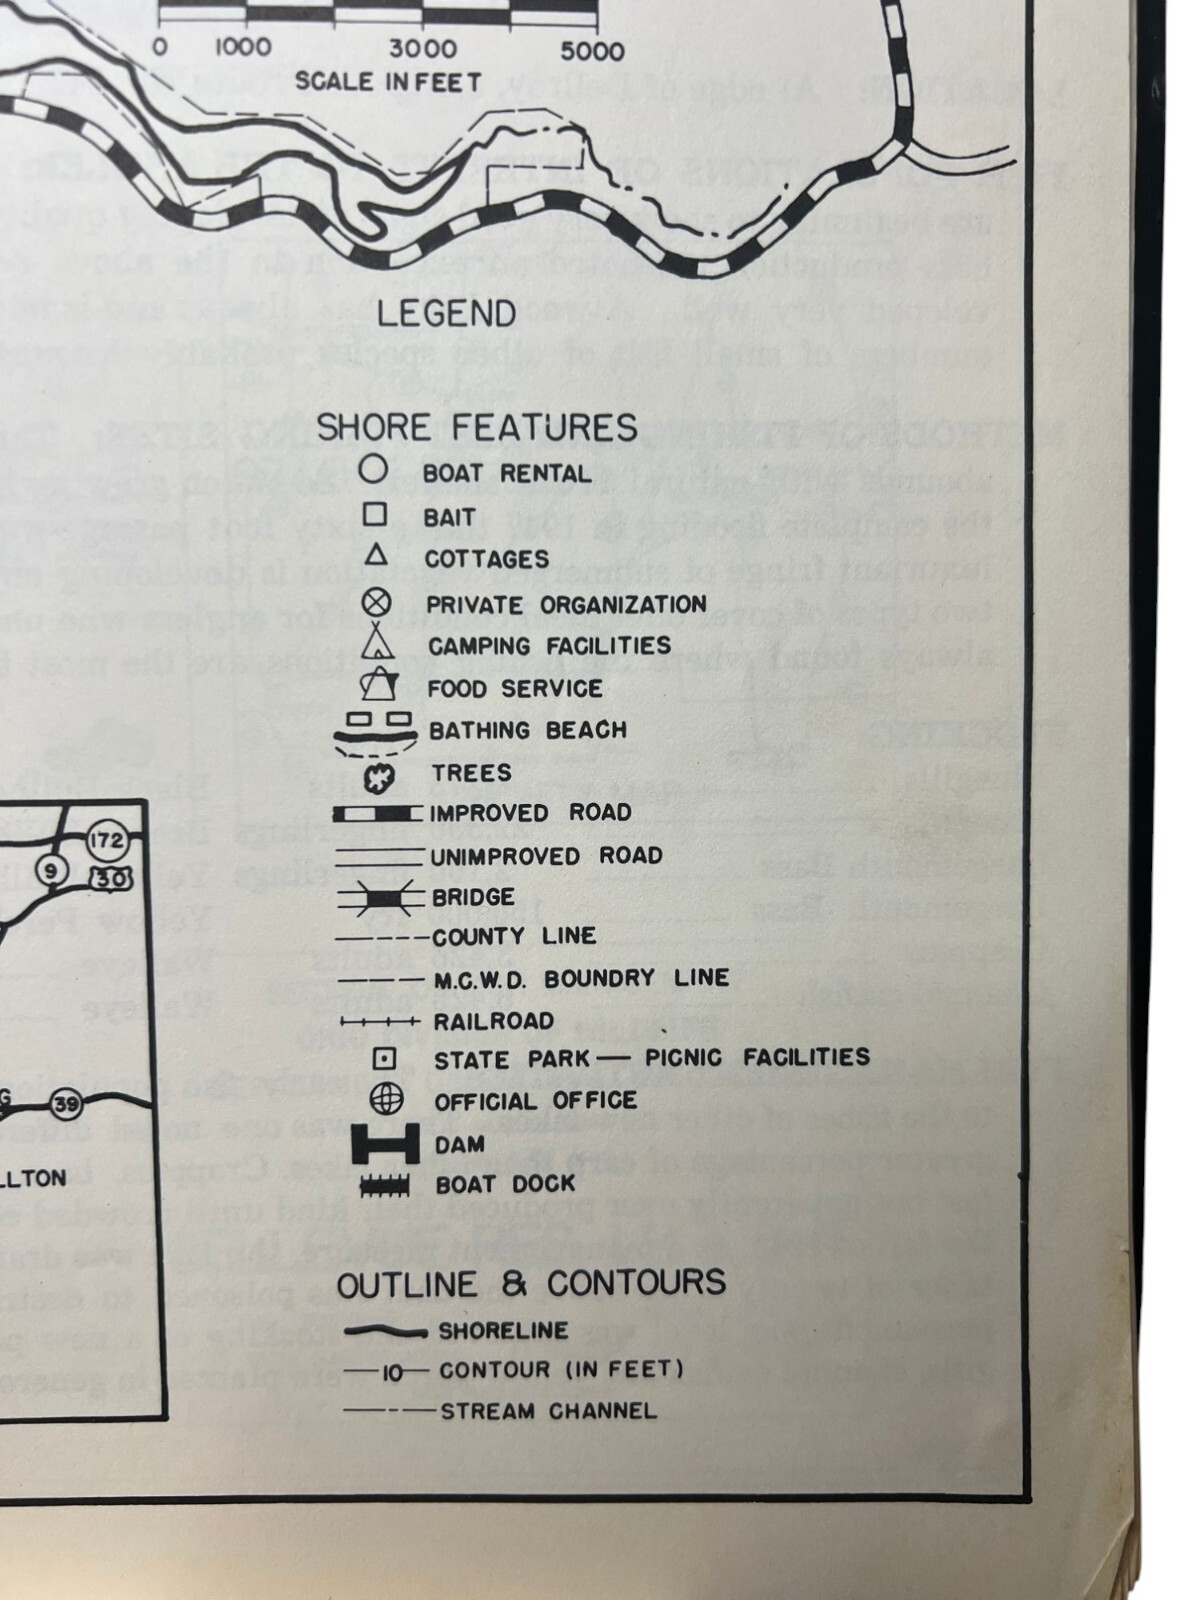 0 1000 3000 5000
SCALE IN FEET
LEGEND
SHORE FEATURES
BOAT RENTAL
BAIT
COTTAGES
PRIVATE ORGANIZATION
CAMPING FACILITIES
FOOD SERVICE
BATHING BEACH
TREES
IMPROVED ROAD
UNIMPROVED ROAD
BRIDGE
COUNTY LINE
M.C.W.D. BOUNDRY LINE
RAILROAD
STATE PARK — PICNIC FACILITIES
OFFICIAL OFFICE
DAM
BOAT DOCK
OUTLINE & CONTOURS
SHORELINE
10 CONTOUR (IN FEET)
STREAM CHANNEL
172
9
30
G
39
LLTON